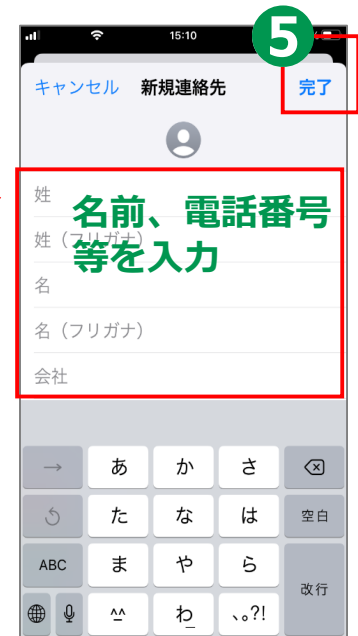 15:10
5
キャンセル 新規連絡先 完了
姓
名前、電話番号
姓（フリガナ）
等を入力
名
名（フリガナ）
会社
→ あ か さ
た な は 空白
ABC ま や ら
改行
^^ わ 、。?!